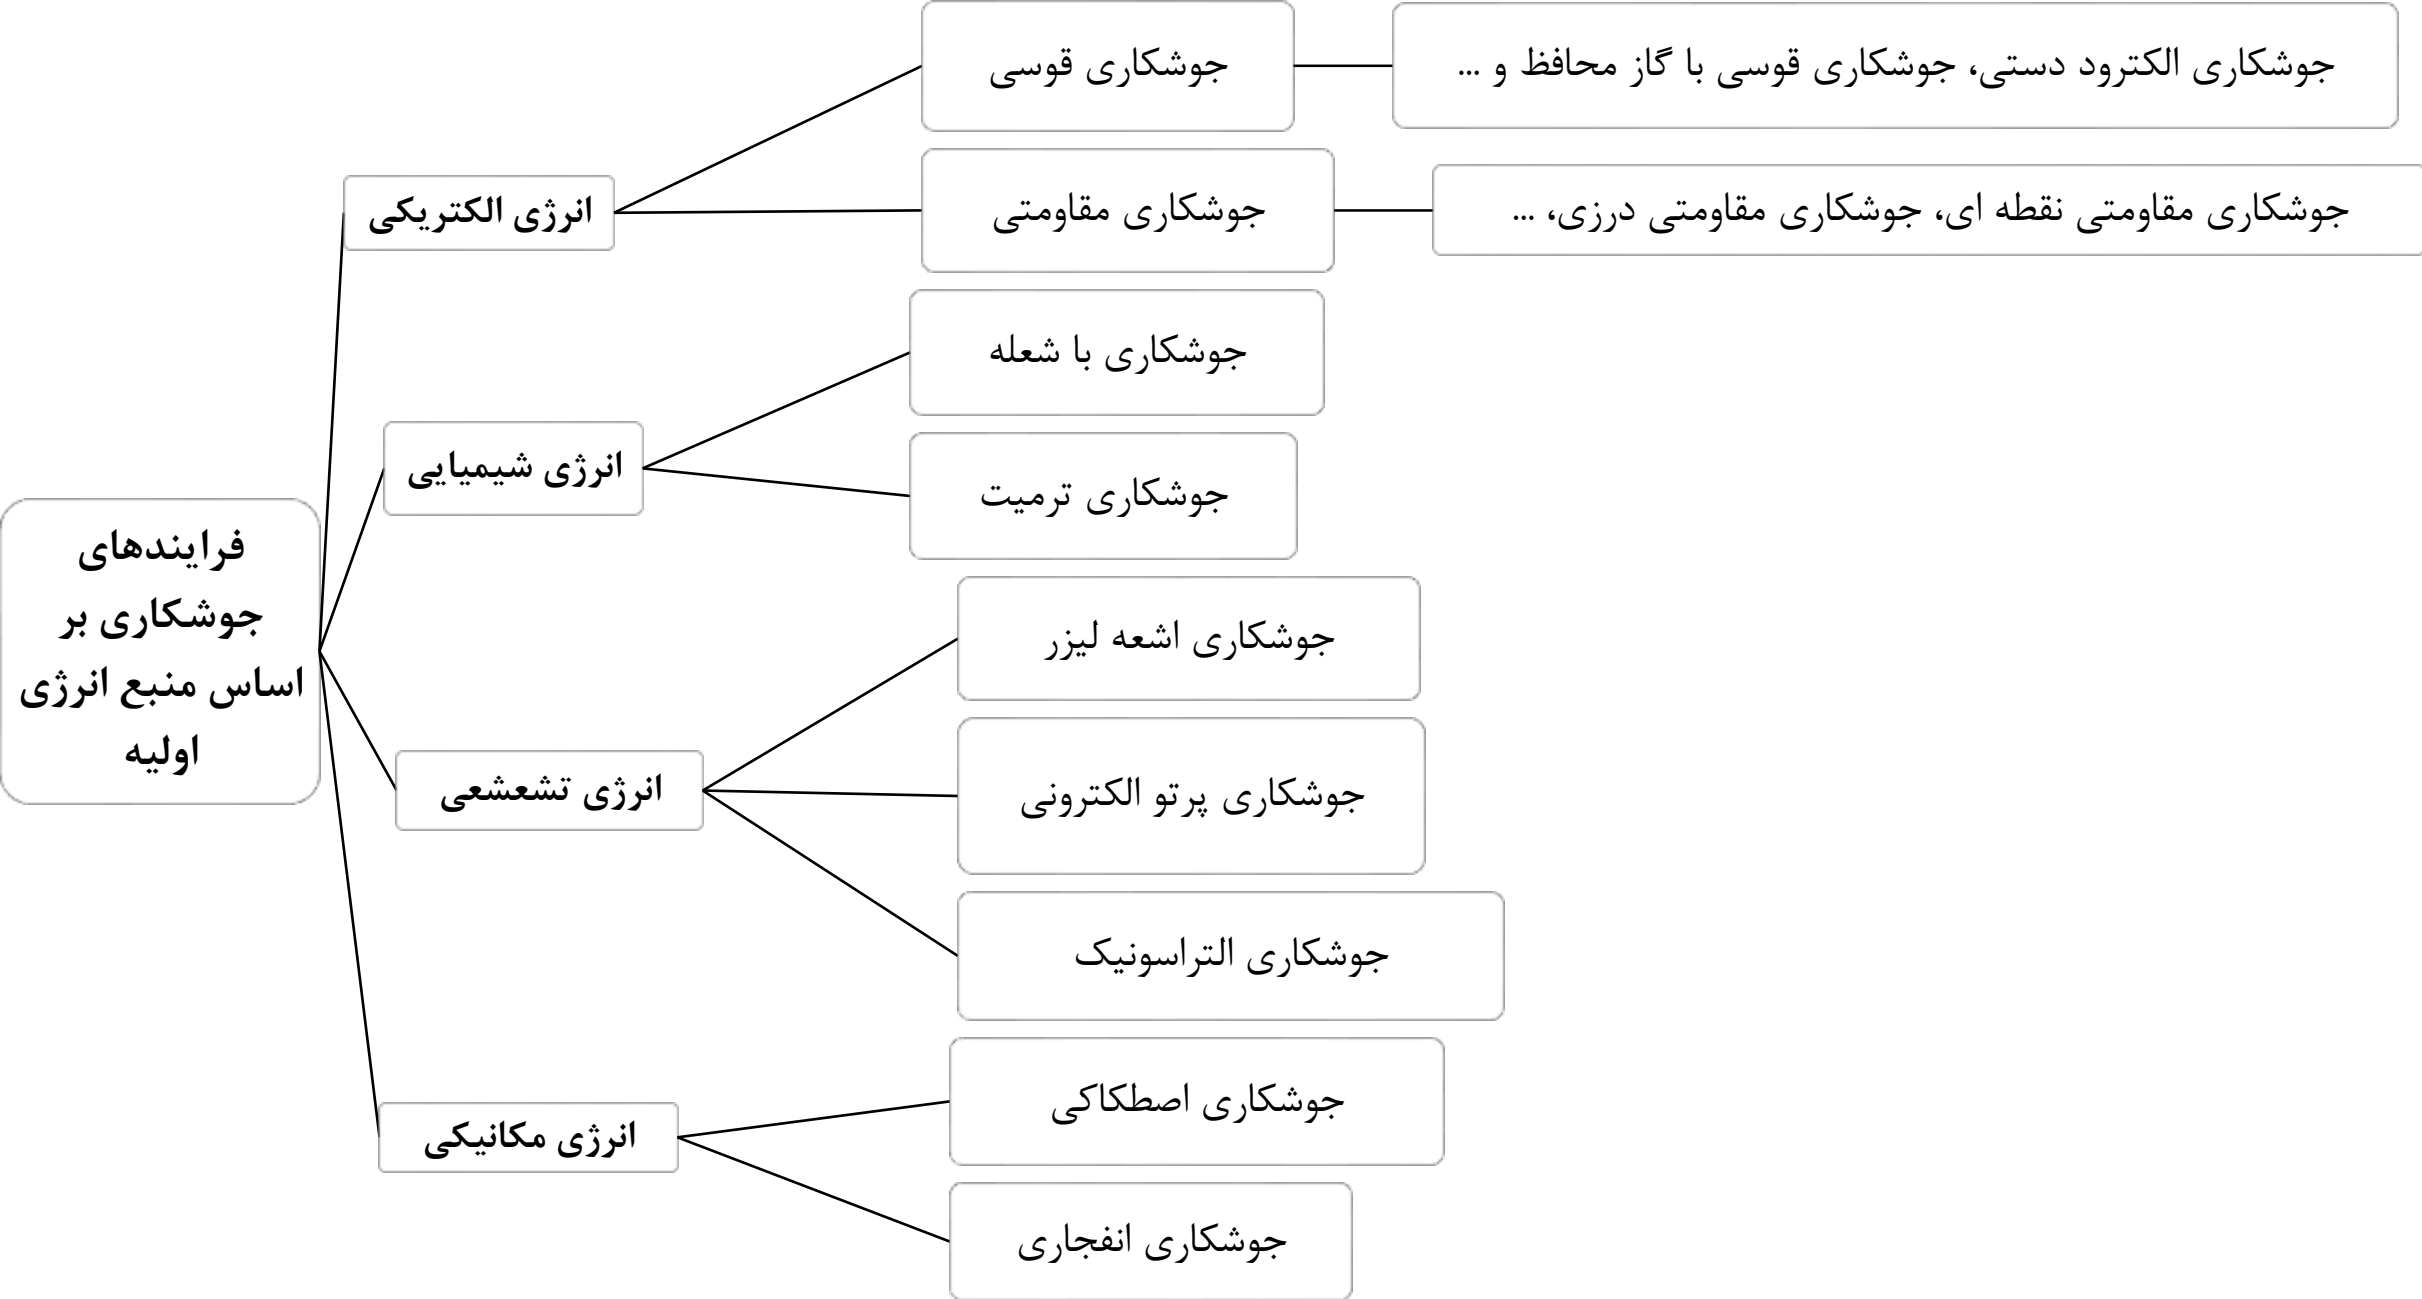 جوشکاری قوسی
جوشکاری الکترود دستی، جوشکاری قوسی با گاز محافظ و ...
انرژی الکتریکی
جوشکاری مقاومتی
جوشکاری مقاومتی نقطه ای، جوشکاری مقاومتی درزی، ...
جوشکاری با شعله
انرژی شیمیایی
جوشکاری ترمیت
فرایندهای
جوشکاری بر
اساس منبع انرژی
اولیه
جوشکاری اشعه لیزر
انرژی تشعشعی
جوشکاری پرتو الکترونی
جوشکاری التراسونیک
جوشکاری اصطکاکی
انرژی مکانیکی
جوشکاری انفجاری